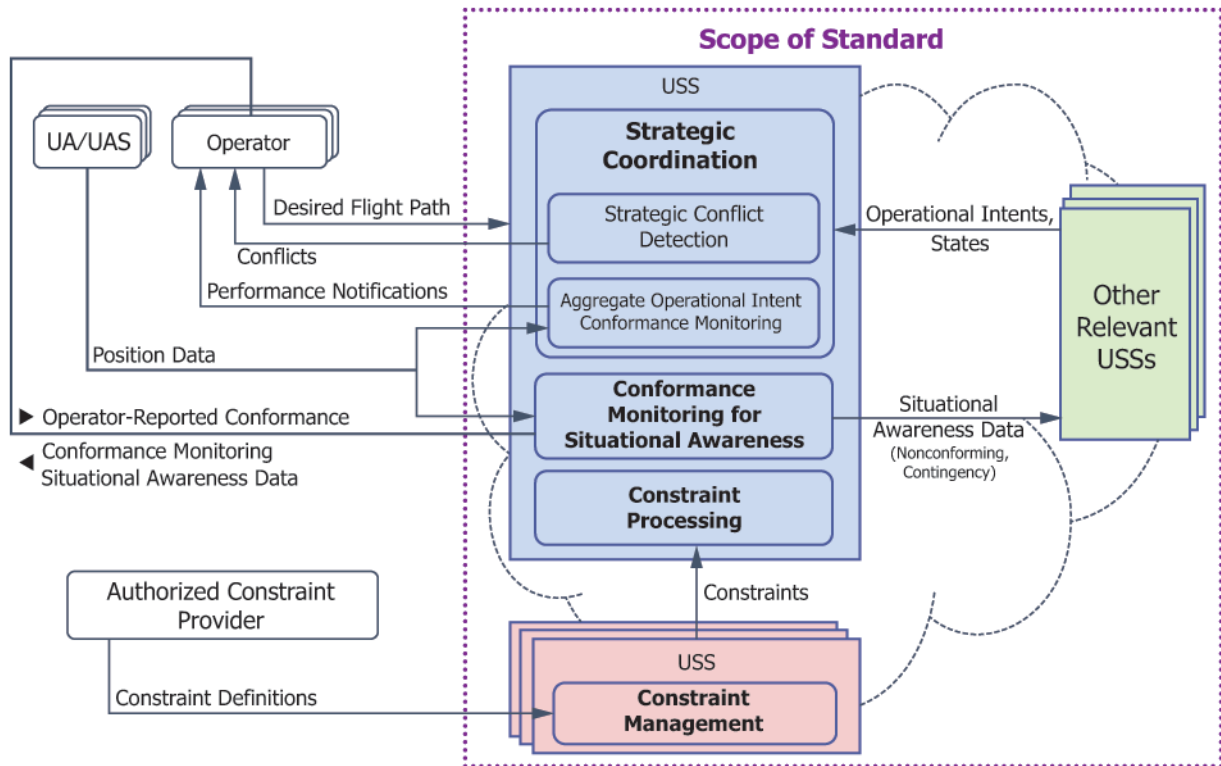 Scope of Standard
USS
UA/UAS
Operator
Strategic
Coordination
Desired Flight Path
Strategic Conflict
Detection
Operational Intents,
States
Conflicts
Performance Notifications
Aggregate Operational Intent
Conformance Monitoring
Other
Relevant
USSs
Position Data
Conformance
Monitoring for
Situational Awareness
Situational
Awareness Data
(Nonconforming,
Contingency)
► Operator-Reported Conformance
◄ Conformance Monitoring
Situational Awareness Data
Constraint
Processing
Authorized Constraint
Provider
Constraints
USS
Constraint Definitions
Constraint
Management